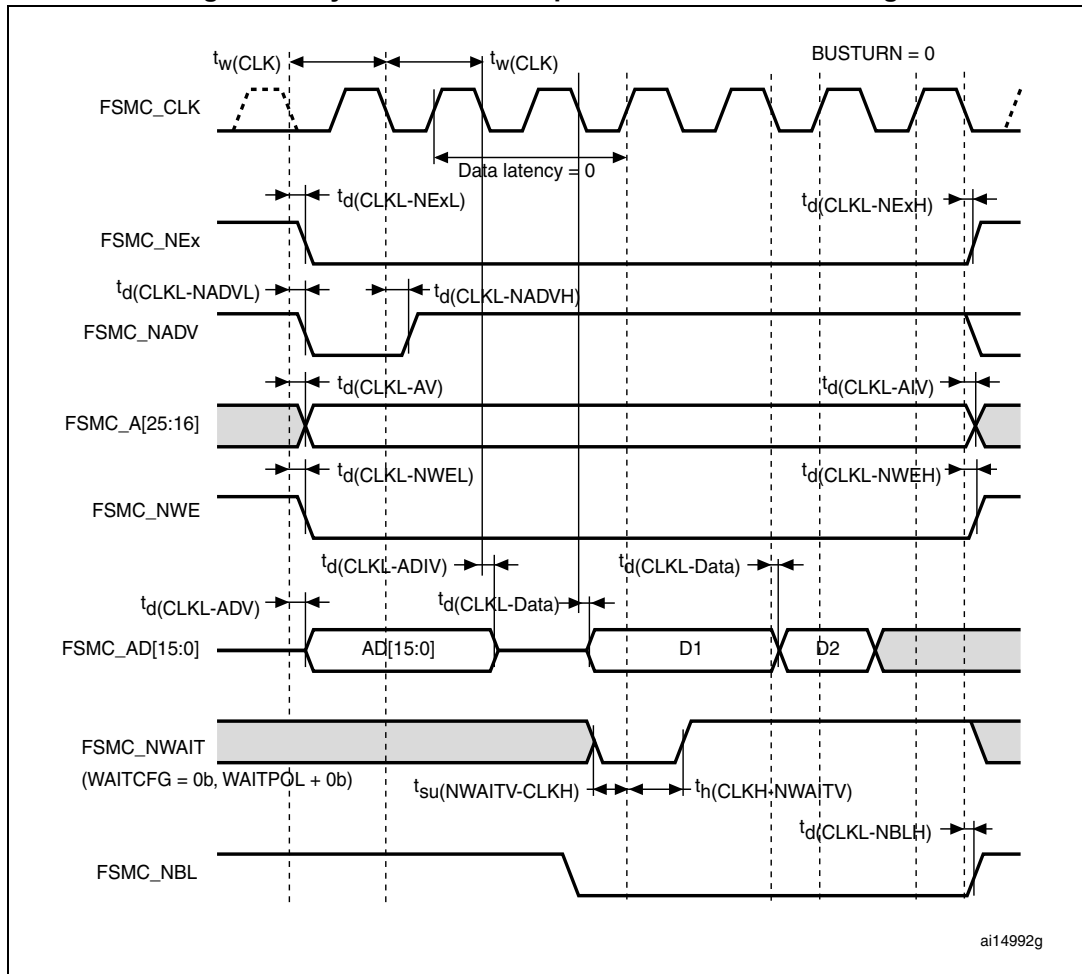 tw(CLK) tw(CLK) BUSTURN = 0
FSMC_CLK
Data latency = 0
td(CLKL-NExL) td(CLKL-NExH)
FSMC_NEx
td(CLKL-NADVL) td(CLKL-NADVH)
FSMC_NADV
td(CLKL-AV) td(CLKL-AIV)
FSMC_A[25:16]
td(CLKL-NWEL) td(CLKL-NWEH)
FSMC_NWE
td(CLKL-ADIV) td(CLKL-Data)
td(CLKL-ADV) td(CLKL-Data)
FSMC_AD[15:0] AD[15:0] D1 D2
FSMC_NWAIT
(WAITCFG = 0b, WAITPOL + 0b)
tsu(NWAITV-CLKH) th(CLKH-NWAITV)
td(CLKL-NBLH)
FSMC_NBL
ai14992g